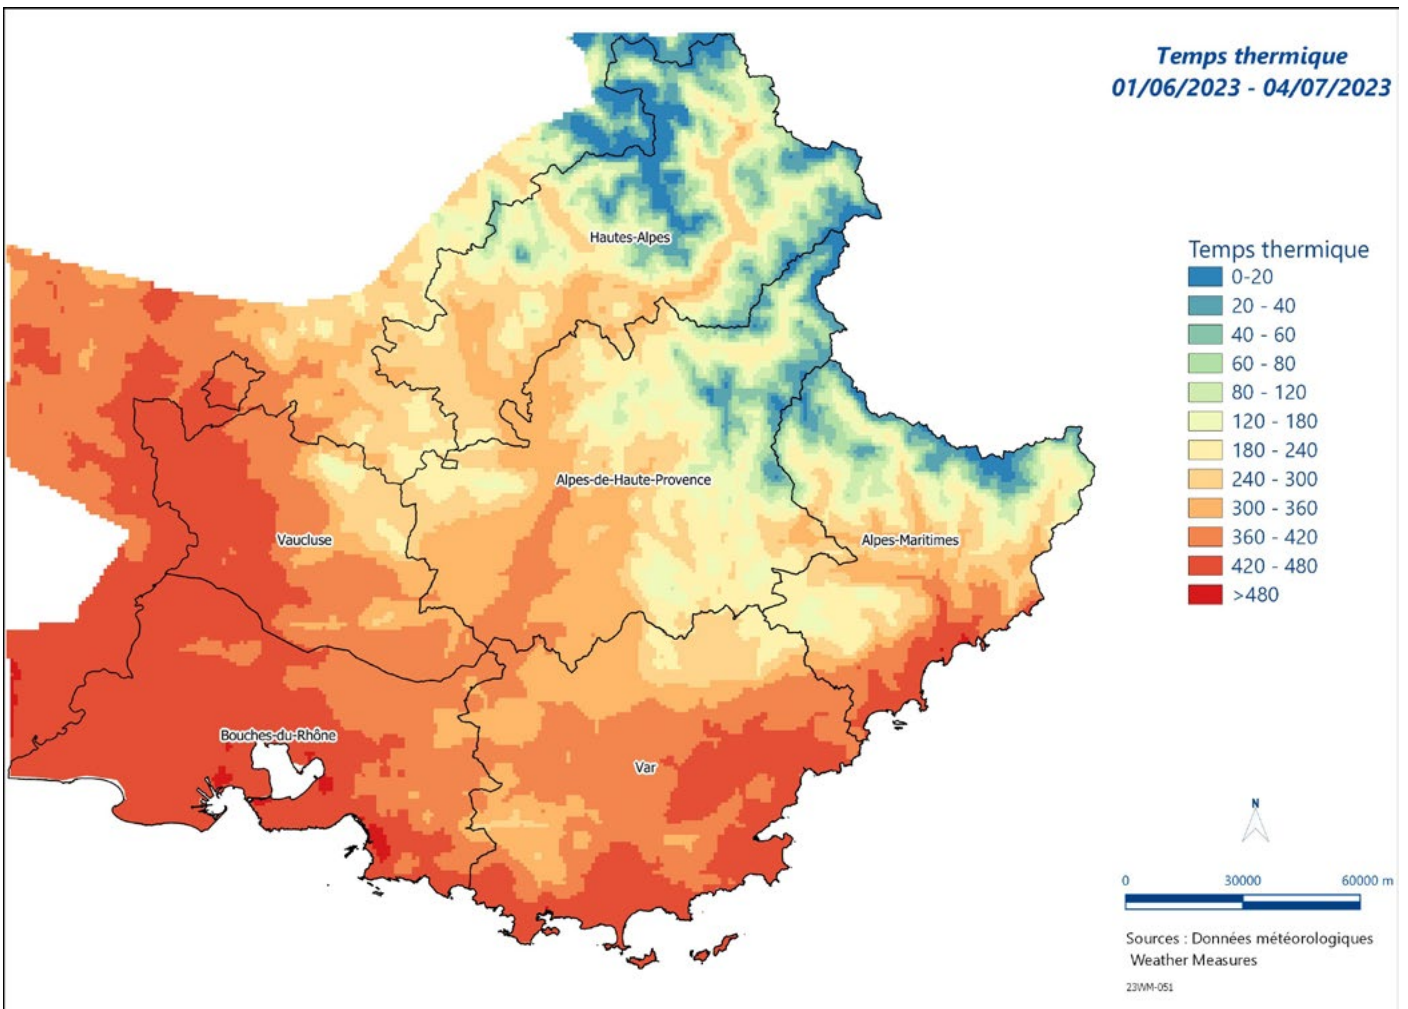 Temps thermique
01/06/2023 - 04/07/2023
Hautes-Alpes
Alpes-de-Haute-Provence
Vaucluse
Alpes-Maritimes
Bouches-du-Rhône
Var
Temps thermique
0-20
20 - 40
40 - 60
60 - 80
80 - 120
120 - 180
180 - 240
240 - 300
300 - 360
360 - 420
420 - 480
>480
N
0 30000 60000 m
Sources : Données météorologiques
Weather Measures
23WM-051